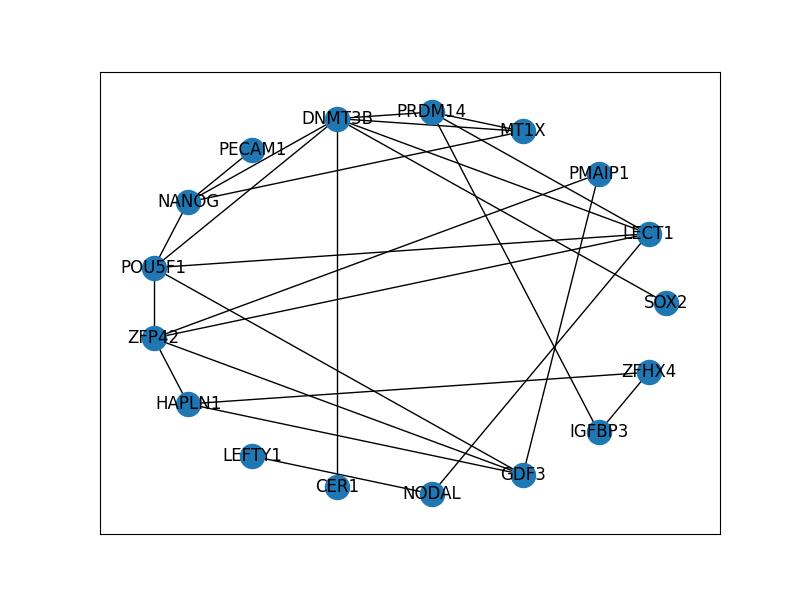 PRDM14
DNMT3B
MT1X
PECAM1
PMAIP1
NANOG
LECT1
POU5F1
SOX2
ZFP42
ZFHX4
HAPLN1
IGFBP3
LEFTY1
GDF3
CER1
NODAL